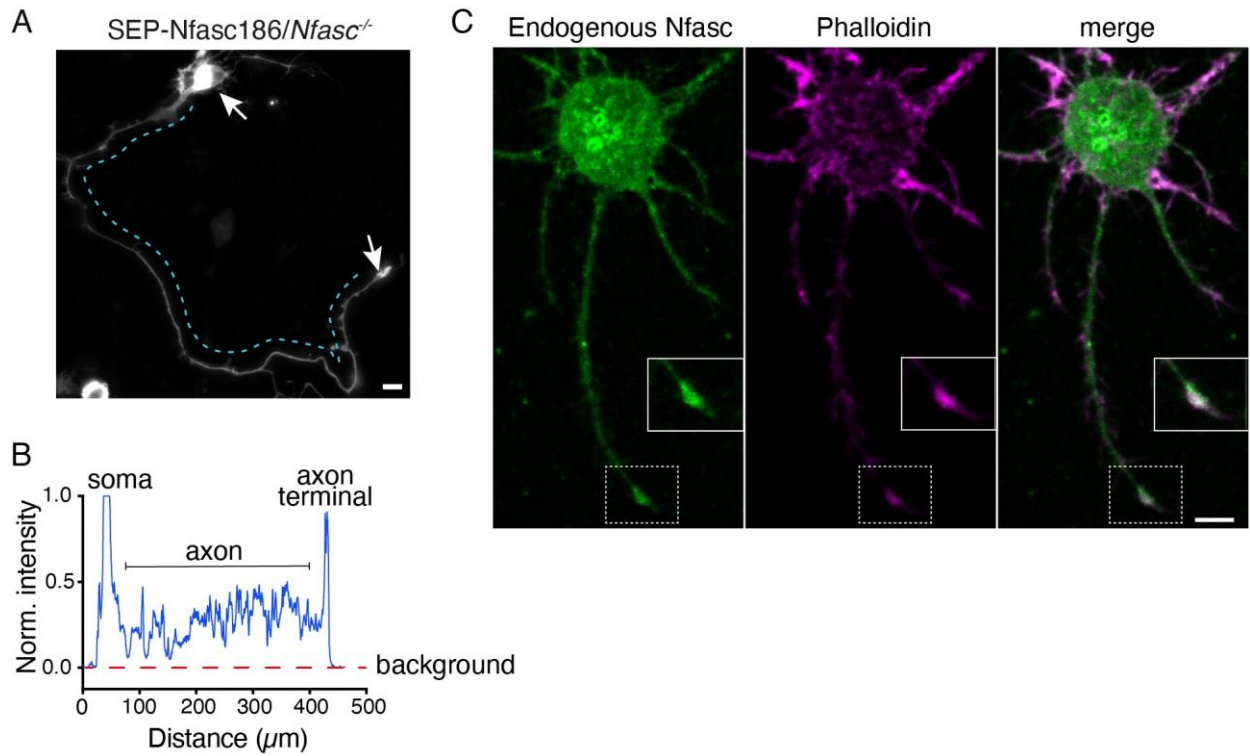 A
SEP-Nfasc186/Nfasc-/-
B
soma
axon
terminal
axon
1.0
0.5
0.0
Norm. intensity
background
0 100 200 300 400 500
Distance (µm)
C
Endogenous Nfasc Phalloidin merge